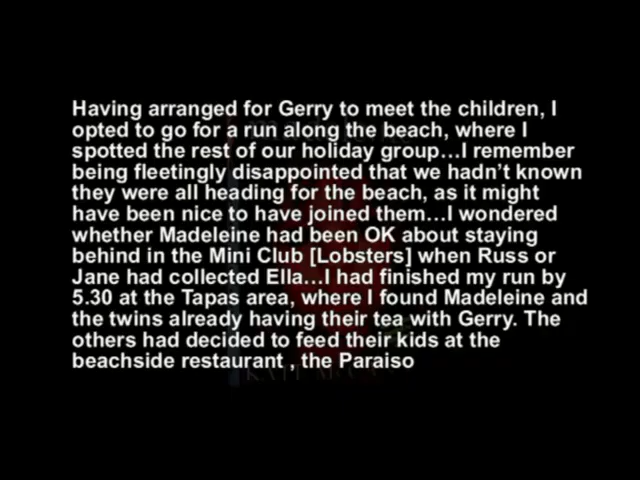 Having arranged for Gerry to meet the children, I
opted to go for a run along the beach, where I
spotted the rest of our holiday group…I remember
being fleetingly disappointed that we hadn’t known
they were all heading for the beach, as it might
have been nice to have joined them…I wondered
whether Madeleine had been OK about staying
behind in the Mini Club [Lobsters] when Russ or
Jane had collected Ella…I had finished my run by
5.30 at the Tapas area, where I found Madeleine and
the twins already having their tea with Gerry. The
others had decided to feed their kids at the
beachside restaurant , the Paraiso